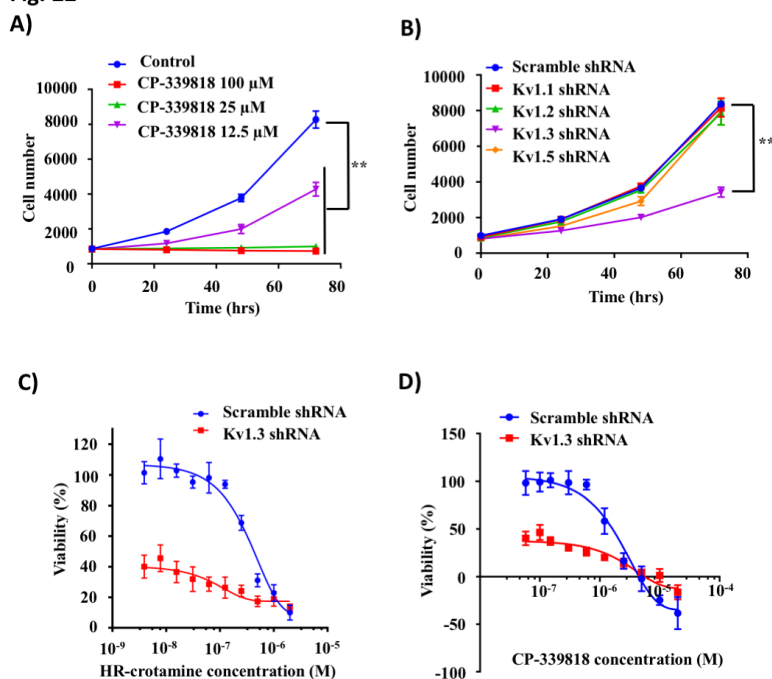 A)
Control
CP-339818 100 µM
CP-339818 25 µM
CP-339818 12.5 µM
10000
8000
6000
4000
2000
0
Cell number
**
0 20 40 60 80
Time (hrs)
B)
Scramble shRNA
Kv1.1 shRNA
Kv1.2 shRNA
Kv1.3 shRNA
Kv1.5 shRNA
10000
8000
6000
4000
2000
0
Cell number
**
0 20 40 60 80
Time (hrs)
C)
Scramble shRNA
Kv1.3 shRNA
120
100
80
60
40
20
0
Viability (%)
10-9 10-8 10-7 10-6 10-5
HR-crotamine concentration (M)
D)
Scramble shRNA
Kv1.3 shRNA
150
100
50
0
-50
-100
Viability (%)
10-7 10-6 10-5 10-4
CP-339818 concentration (M)